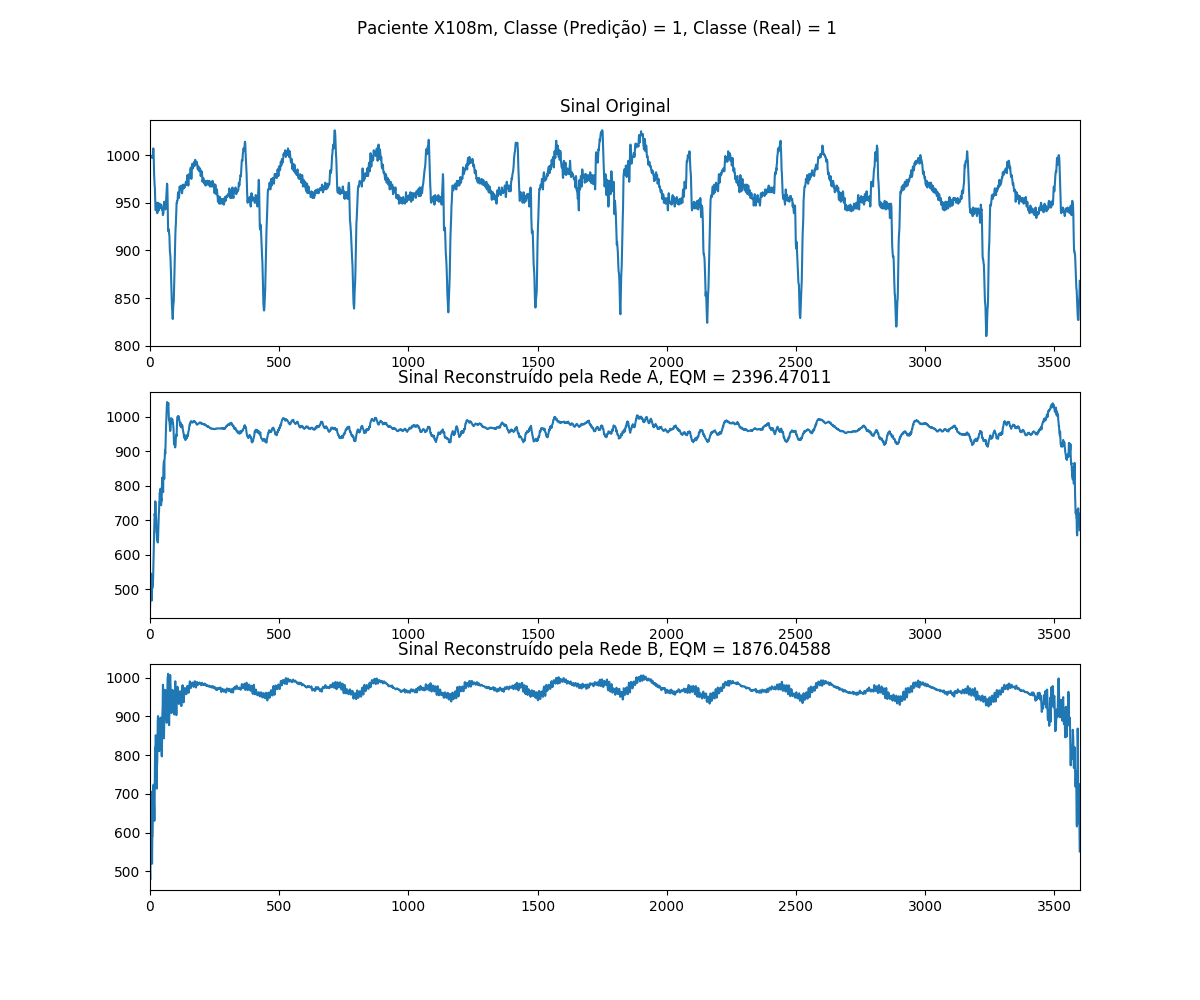 Paciente X108m, Classe (Predição) = 1, Classe (Real) = 1
Sinal Original
1000
950
900
850
800
0 500 1000 1500 2000 2500 3000 3500
Sinal Reconstruído pela Rede A, EQM = 2396.47011
1000
900
800
700
600
500
0 500 1000 1500 2000 2500 3000 3500
Sinal Reconstruído pela Rede B, EQM = 1876.04588
1000
900
800
700
600
500
0 500 1000 1500 2000 2500 3000 3500